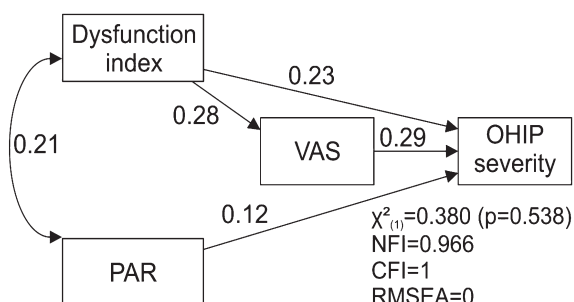 Dysfunction
index
0.23
0.28
0.21
VAS
0.29
OHIP
severity
0.12
PAR
χ²₍₁₎=0.380 (p=0.538)
NFI=0.966
CFI=1
RMSEA=0